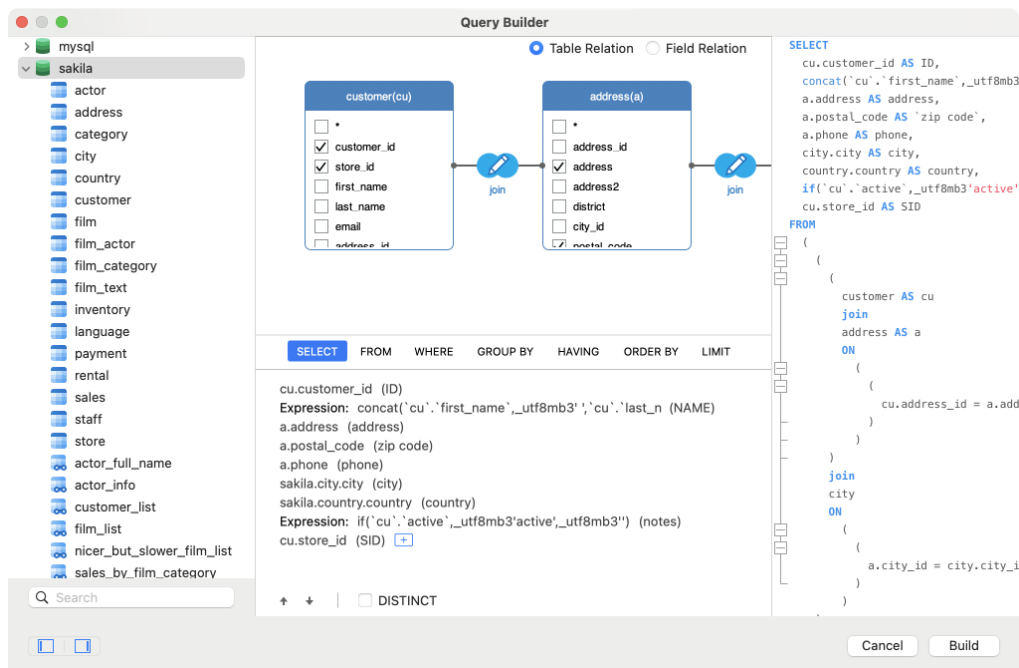 Query Builder
mysql
sakila
actor
address
category
city
country
customer
film
film_actor
film_category
film_text
inventory
language
payment
rental
sales
staff
store
actor_full_name
actor_info
customer_list
film_list
nicer_but_slower_film_list
sales_by_film_category
Search
Table Relation
Field Relation
customer(cu)
*
customer_id
store_id
first_name
last_name
email
address_id
join
address(a)
*
address_id
address
address2
district
city_id
postal_code
join
SELECT FROM WHERE GROUP BY HAVING ORDER BY LIMIT
cu.customer_id (ID)
Expression: concat(`cu`.`first_name`,_utf8mb3' ',`cu`.`last_n (NAME)
a.address (address)
a.postal_code (zip code)
a.phone (phone)
sakila.city.city (city)
sakila.country.country (country)
Expression: if(`cu`.`active`,_utf8mb3'active',_utf8mb3'') (notes)
cu.store_id (SID)
DISTINCT
SELECT
cu.customer_id AS ID,
concat(`cu`.`first_name`,_utf8mb3
a.address AS address,
a.postal_code AS `zip code`,
a.phone AS phone,
city.city AS city,
country.country AS country,
if(`cu`.`active`,_utf8mb3'active'
cu.store_id AS SID
FROM
(
(
(
customer AS cu
join
address AS a
ON
(
(
cu.address_id = a.add
)
)
)
join
city
ON
(
(
a.city_id = city.city_i
)
)
Cancel
Build